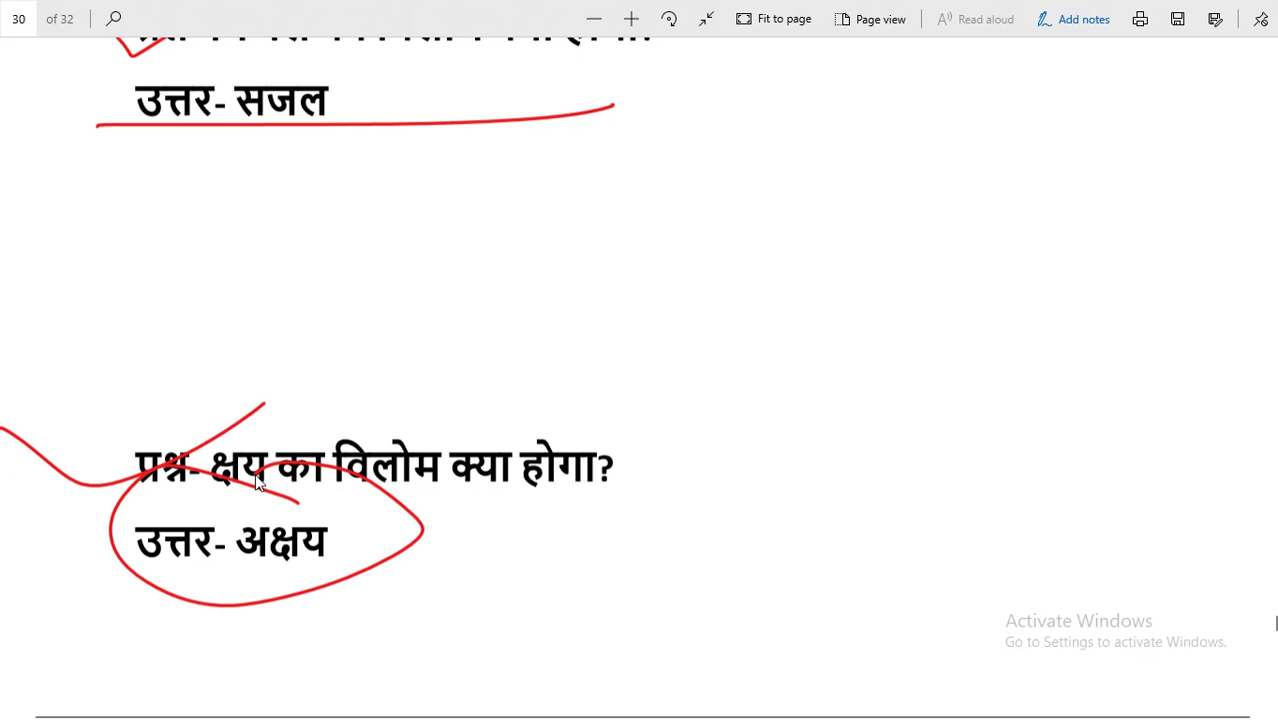 30 of 32 Fit to page Page view Read aloud Add notes
उत्तर- सजल
प्रश्न- क्षय का विलोम क्या होगा?
उत्तर- अक्षय
Activate Windows
Go to Settings to activate Windows.